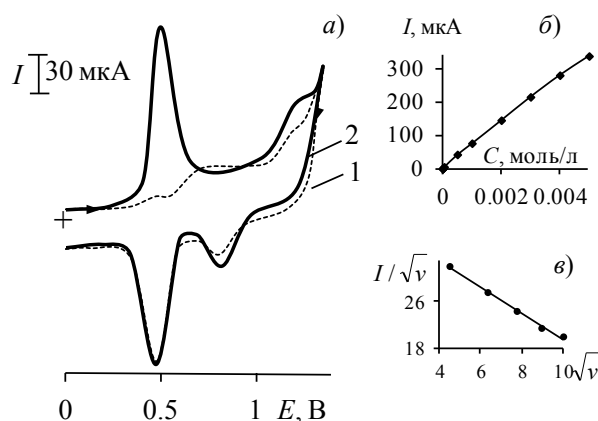 а)
I 30 мкА
+
2
1
0 0.5 1 E, В
I, мкА б)
300
200
100
0
C, моль/л
0 0.002 0.004
в)
I / √v
26
18
4 6 8 10 √v